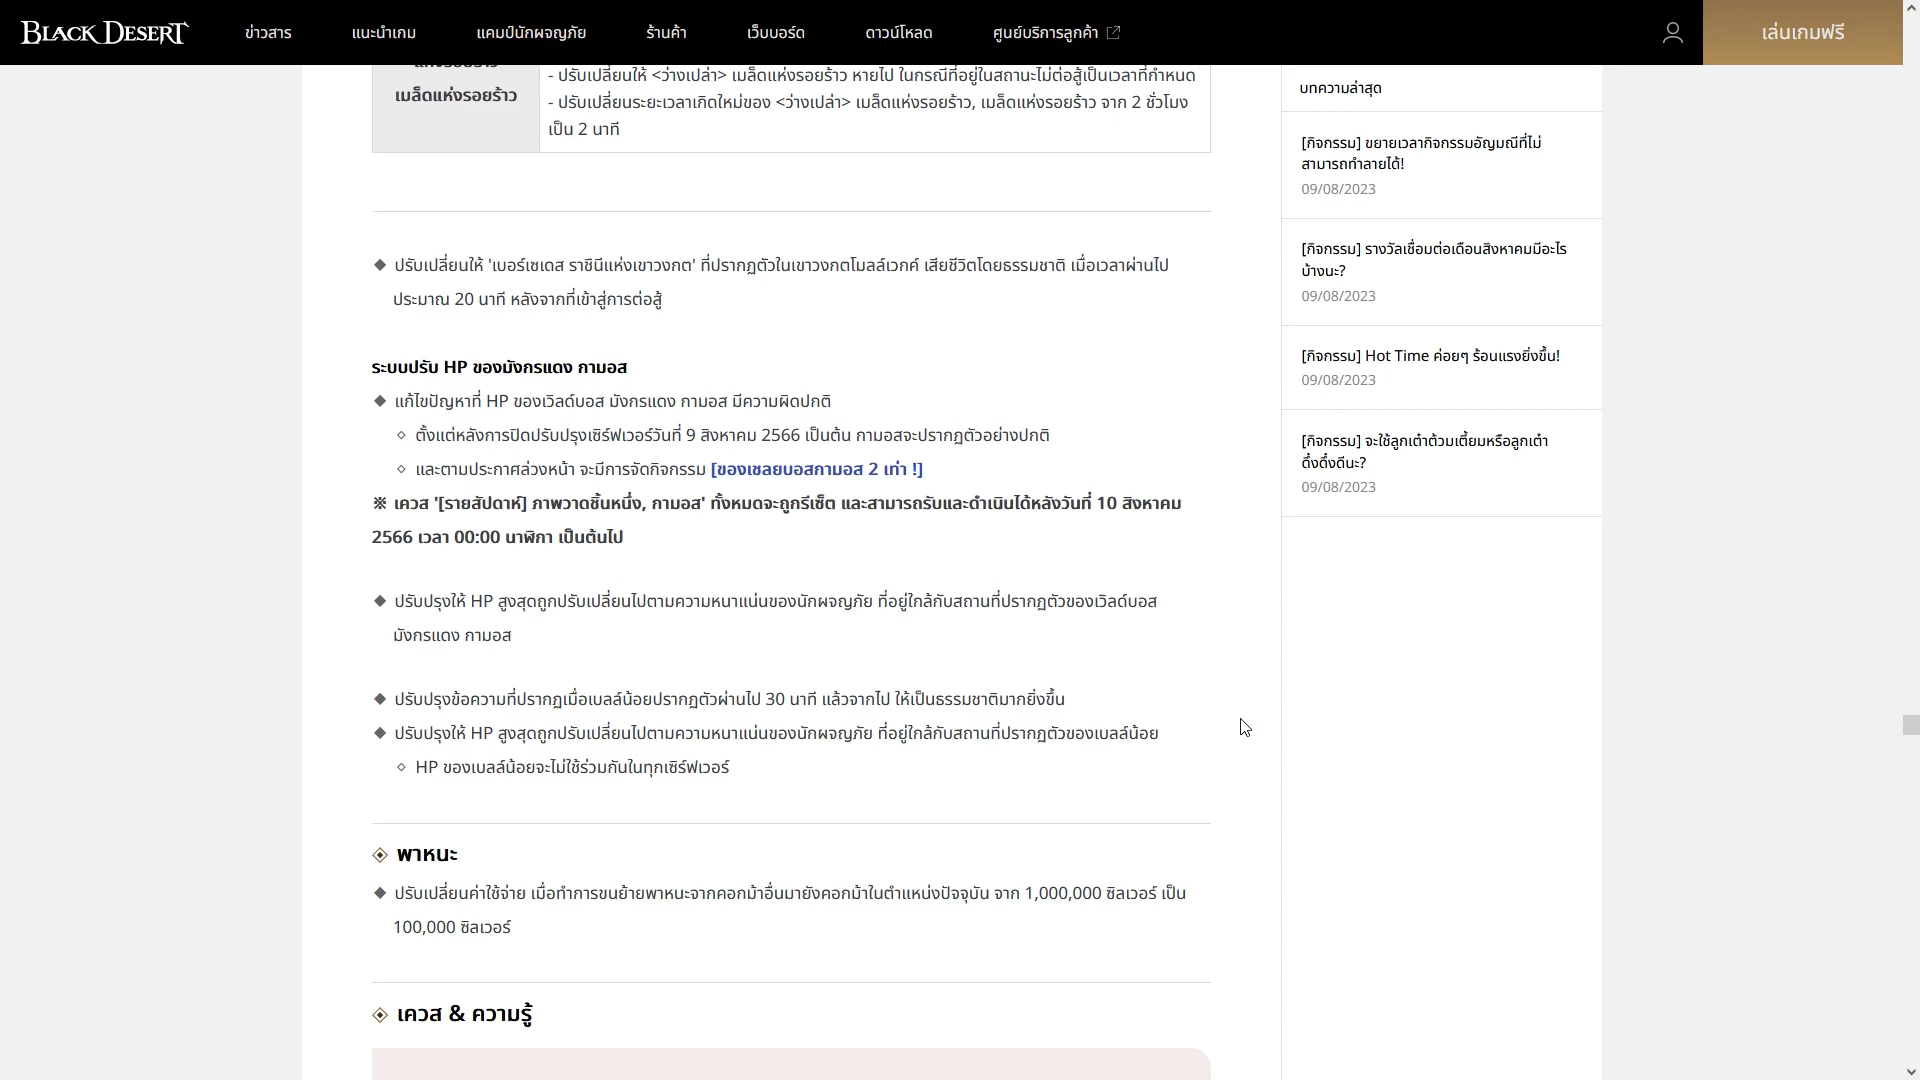 BLACK DESERT
ข่าวสาร
แนะนำเกม
แคมป์นักผจญภัย
ร้านค้า
เว็บบอร์ด
ดาวน์โหลด
ศูนย์บริการลูกค้า
เล่นเกมฟรี
เมล็ดแห่งรอยร้าว
- ปรับเปลี่ยนให้ <ว่างเปล่า> เมล็ดแห่งรอยร้าว หายไป ในกรณีที่อยู่ในสถานะไม่ต่อสู้เป็นเวลาที่กำหนด
- ปรับเปลี่ยนระยะเวลาเกิดใหม่ของ <ว่างเปล่า> เมล็ดแห่งรอยร้าว, เมล็ดแห่งรอยร้าว จาก 2 ชั่วโมง
เป็น 2 นาที
◆ ปรับเปลี่ยนให้ 'เบอร์เซเดส ราชินีแห่งเขาวงกต' ที่ปรากฏตัวในเขาวงกตโมลล์เวกค์ เสียชีวิตโดยธรรมชาติ เมื่อเวลาผ่านไป
ประมาณ 20 นาที หลังจากที่เข้าสู่การต่อสู้
ระบบปรับ HP ของมังกรแดง กามอส
◆ แก้ไขปัญหาที่ HP ของเวิลด์บอส มังกรแดง กามอส มีความผิดปกติ
◇ ตั้งแต่หลังการปิดปรับปรุงเซิร์ฟเวอร์วันที่ 9 สิงหาคม 2566 เป็นต้น กามอสจะปรากฏตัวอย่างปกติ
◇ และตามประกาศล่วงหน้า จะมีการจัดกิจกรรม [ของเชลยบอสกามอส 2 เท่า !]
※ เควส '[รายสัปดาห์] ภาพวาดชิ้นหนึ่ง, กามอส' ทั้งหมดจะถูกรีเซ็ต และสามารถรับและดำเนินได้หลังวันที่ 10 สิงหาคม
2566 เวลา 00:00 นาฬิกา เป็นต้นไป
◆ ปรับปรุงให้ HP สูงสุดถูกปรับเปลี่ยนไปตามความหนาแน่นของนักผจญภัย ที่อยู่ใกล้กับสถานที่ปรากฏตัวของเวิลด์บอส
มังกรแดง กามอส
◆ ปรับปรุงข้อความที่ปรากฏเมื่อเบลล์น้อยปรากฏตัวผ่านไป 30 นาที แล้วจากไป ให้เป็นธรรมชาติมากยิ่งขึ้น
◆ ปรับปรุงให้ HP สูงสุดถูกปรับเปลี่ยนไปตามความหนาแน่นของนักผจญภัย ที่อยู่ใกล้กับสถานที่ปรากฏตัวของเบลล์น้อย
◇ HP ของเบลล์น้อยจะไม่ใช้ร่วมกันในทุกเซิร์ฟเวอร์
พาหนะ
◆ ปรับเปลี่ยนค่าใช้จ่าย เมื่อทำการขนย้ายพาหนะจากคอกม้าอื่นมายังคอกม้าในตำแหน่งปัจจุบัน จาก 1,000,000 ซิลเวอร์ เป็น
100,000 ซิลเวอร์
เควส & ความรู้
บทความล่าสุด
[กิจกรรม] ขยายเวลากิจกรรมอัญมณีที่ไม่
สามารถทำลายได้!
09/08/2023
[กิจกรรม] รางวัลเชื่อมต่อเดือนสิงหาคมมีอะไร
บ้างนะ?
09/08/2023
[กิจกรรม] Hot Time ค่อยๆ ร้อนแรงยิ่งขึ้น!
09/08/2023
[กิจกรรม] จะใช้ลูกเต๋าต้วมเตี้ยมหรือลูกเต๋า
ดึ๋งดึ๋งดีนะ?
09/08/2023